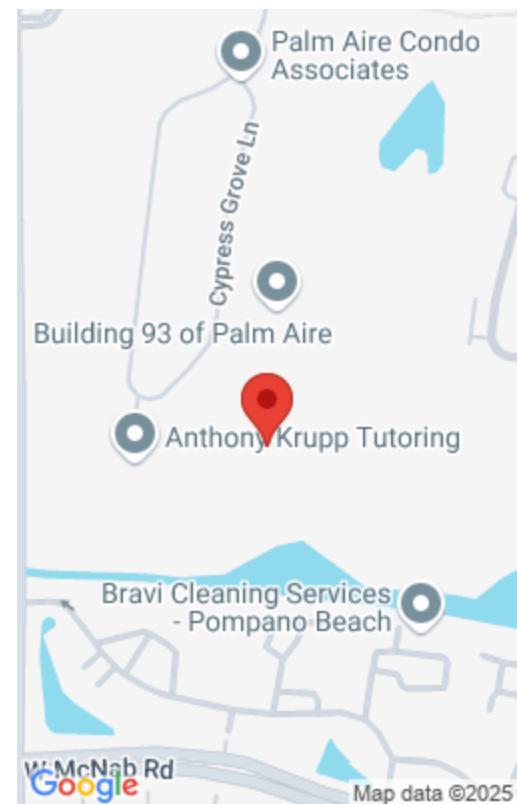 Palm Aire Condo
Associates
Cypress Grove Ln
Building 93 of Palm Aire
Anthony Krupp Tutoring
Bravi Cleaning Services
- Pompano Beach
W McNab Rd
Google
Map data ©2025